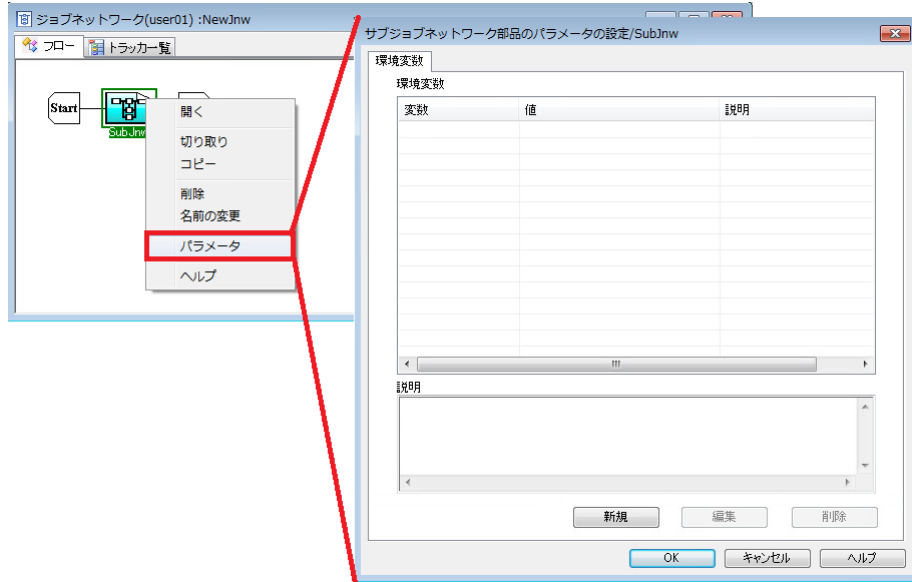 ジョブネットワーク(user01) :NewJnw
フロー
トラッカ一覧
Start
SubJnw
開く
切り取り
コピー
削除
名前の変更
パラメータ
ヘルプ
サブジョブネットワーク部品のパラメータの設定/SubJnw
環境変数
環境変数
変数 値 説明
説明
新規 編集 削除
OK キャンセル ヘルプ